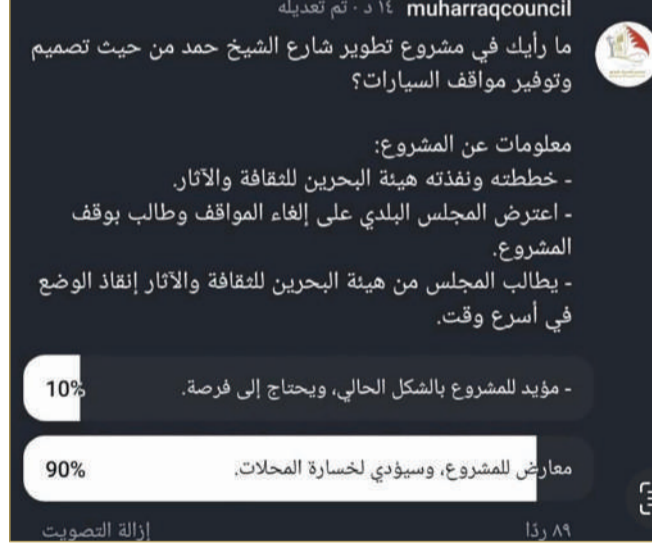 muharraqcouncil ١٤ د · تم تعديله
ما رأيك في مشروع تطوير شارع الشيخ حمد من حيث تصميم
وتوفير مواقف السيارات؟
معلومات عن المشروع:
- خططته ونفذته هيئة البحرين للثقافة والآثار.
- اعترض المجلس البلدي على إلغاء المواقف وطالب بوقف
المشروع.
- يطالب المجلس من هيئة البحرين للثقافة والآثار إنقاذ الوضع
في أسرع وقت.
- مؤيد للمشروع بالشكل الحالي، ويحتاج إلى فرصة. 10%
معارض للمشروع، وسيؤدي لخسارة المحلات. 90%
٨٩ ردًا إزالة التصويت